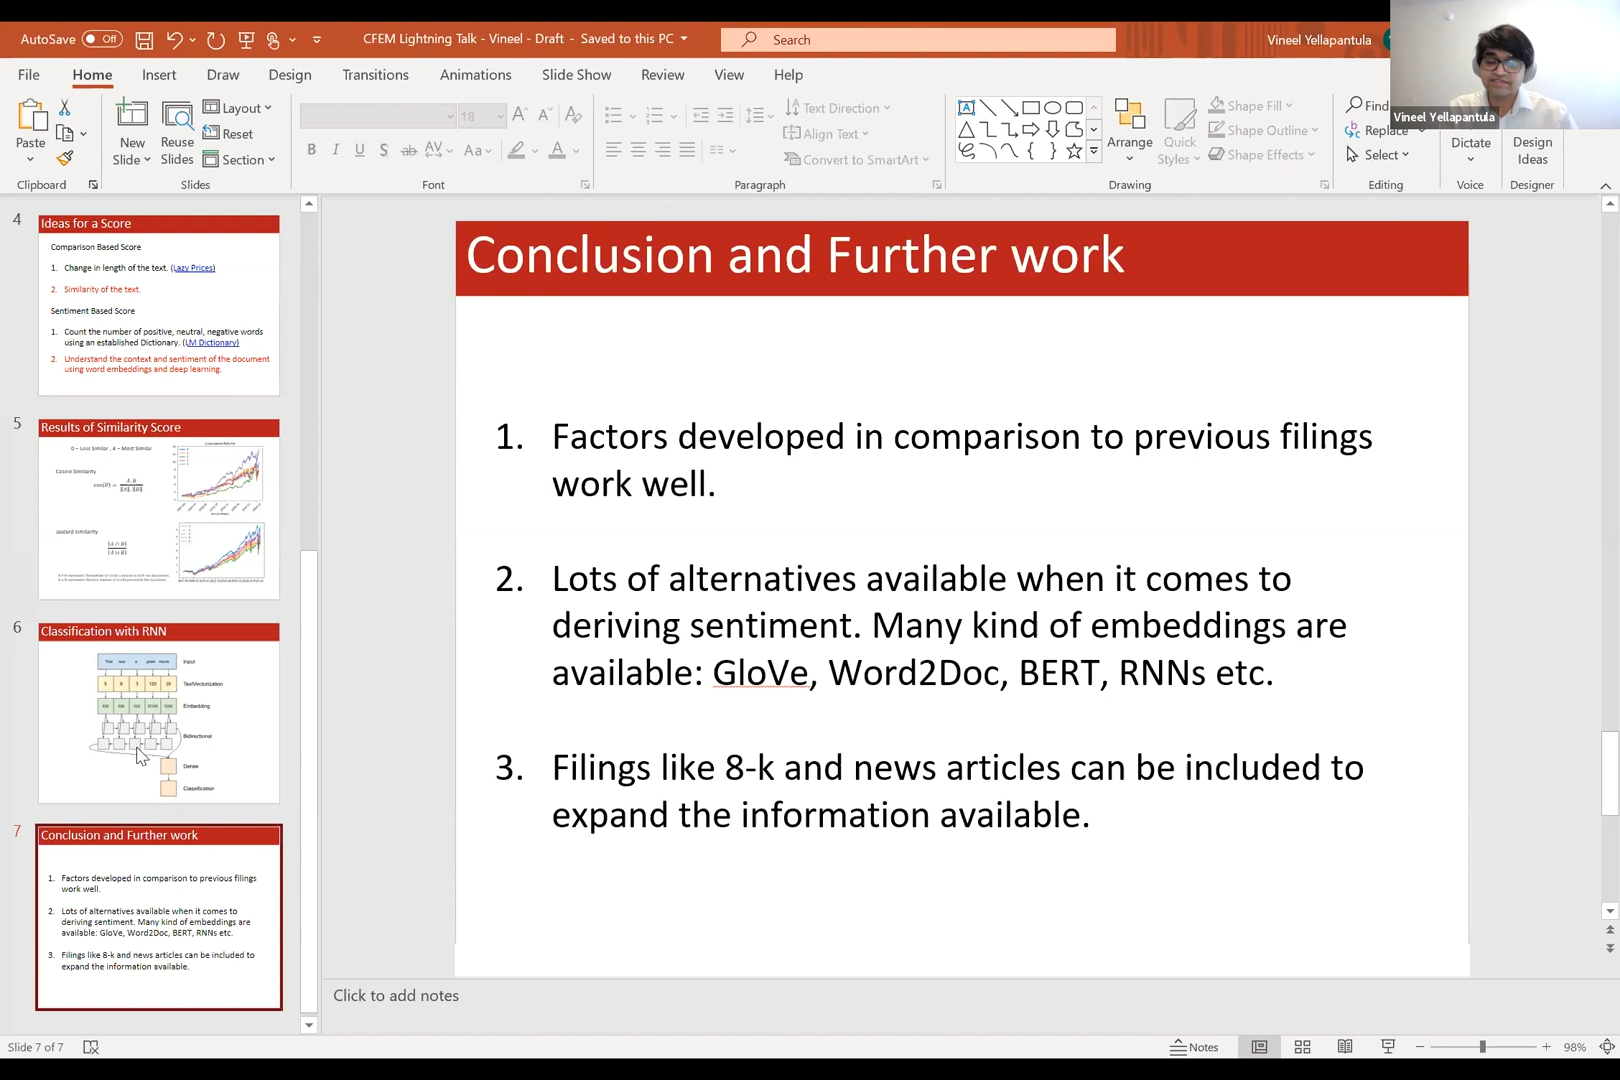 AutoSave Off
CFEM Lightning Talk - Vineel - Draft - Saved to this PC
Search
Vineel Yellapantula
File Home Insert Draw Design Transitions Animations Slide Show Review View Help
Paste
Clipboard
New Slide
Reuse Slides
Layout
Reset
Section
Slides
18
B I U S ab AV Aa A
Font
Text Direction
Align Text
Convert to SmartArt
Paragraph
Arrange
Quick Styles
Shape Fill
Shape Outline
Shape Effects
Drawing
Find
Replace
Select
Editing
Dictate
Voice
Design Ideas
Designer
Vineel Yellapantula
4
Ideas for a Score
Comparison Based Score
1. Change in length of the text. (Lazy Prices)
2. Similarity of the text.
Sentiment Based Score
1. Count the number of positive, neutral, negative words
using an established Dictionary. (LM Dictionary)
2. Understand the context and sentiment of the document
using word embeddings and deep learning.
5
Results of Similarity Score
0 – Less Similar , 4 – Most Similar
Cosine Similarity
Jaccard Similarity
6
Classification with RNN
Input
TextVectorization
Embedding
Bidirectional
Dense
Classification
7
Conclusion and Further work
1. Factors developed in comparison to previous filings
work well.
2. Lots of alternatives available when it comes to
deriving sentiment. Many kind of embeddings are
available: GloVe, Word2Doc, BERT, RNNs etc.
3. Filings like 8-k and news articles can be included to
expand the information available.
Conclusion and Further work
1. Factors developed in comparison to previous filings
work well.
2. Lots of alternatives available when it comes to
deriving sentiment. Many kind of embeddings are
available: GloVe, Word2Doc, BERT, RNNs etc.
3. Filings like 8-k and news articles can be included to
expand the information available.
Click to add notes
Slide 7 of 7
Notes
98%